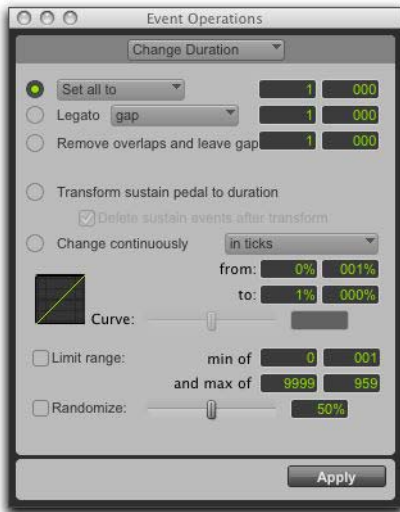 Event Operations
Change Duration
Set all to 1 000
Legato gap 1 000
Remove overlaps and leave gap 1 000
Transform sustain pedal to duration
Delete sustain events after transform
Change continuously in ticks
from: 0% 001%
to: 1% 000%
Curve:
Limit range: min of 0 001
and max of 9999 959
Randomize: 50%
Apply